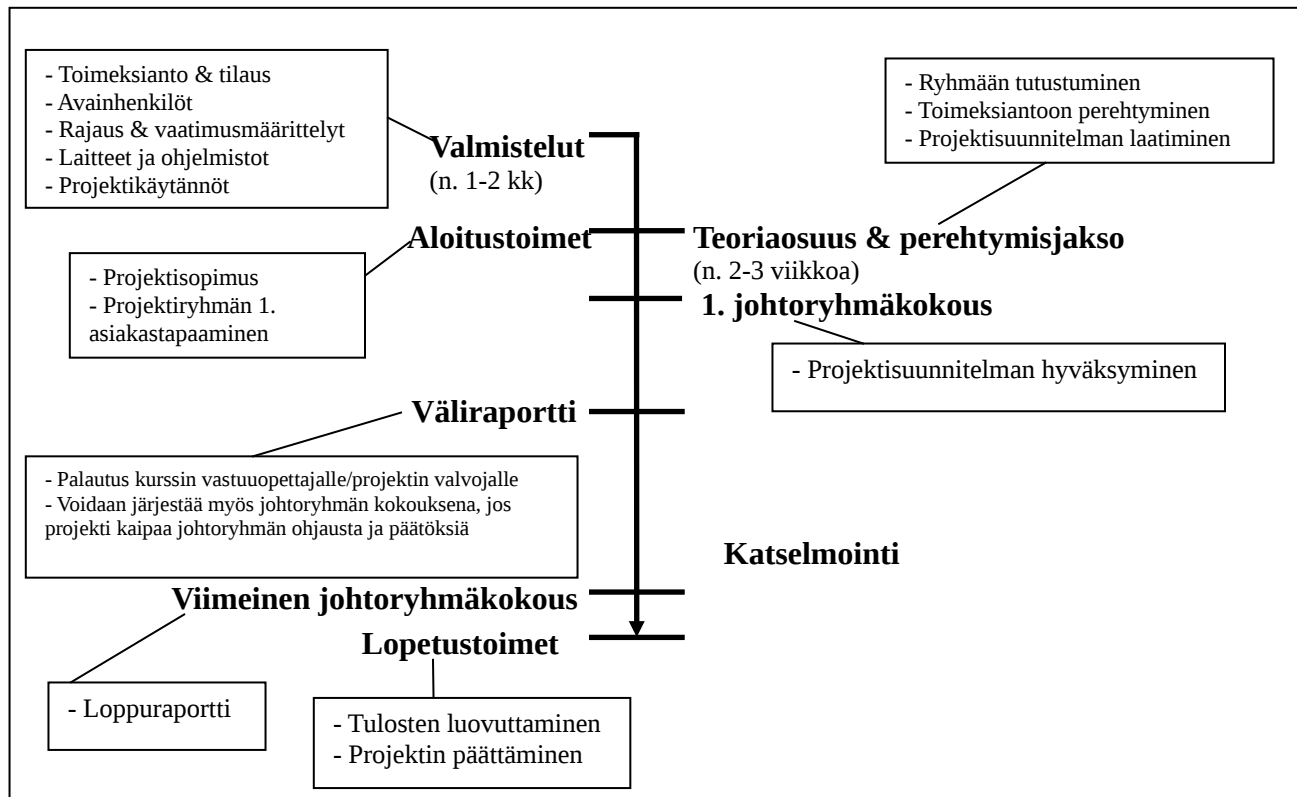 - Toimeksianto & tilaus
- Avainhenkilöt
- Rajaus & vaatimusmäärittelyt
- Laitteet ja ohjelmistot
- Projektikäytännöt
- Ryhmään tutustuminen
- Toimeksiantoon perehtyminen
- Projektisuunnitelman laatiminen
Valmistelut
(n. 1-2 kk)
Aloitustoimet
Teoriaosuus & perehtymisjakso
(n. 2-3 viikkoa)
- Projektisopimus
- Projektiryhmän 1.
asiakastapaaminen
1. johtoryhmäkokous
- Projektisuunnitelman hyväksyminen
Väliraportti
- Palautus kurssin vastuuopettajalle/projektin valvojalle
- Voidaan järjestää myös johtoryhmän kokouksena, jos
projekti kaipaa johtoryhmän ohjausta ja päätöksiä
Katselmointi
Viimeinen johtoryhmäkokous
Lopetustoimet
- Loppuraportti
- Tulosten luovuttaminen
- Projektin päättäminen